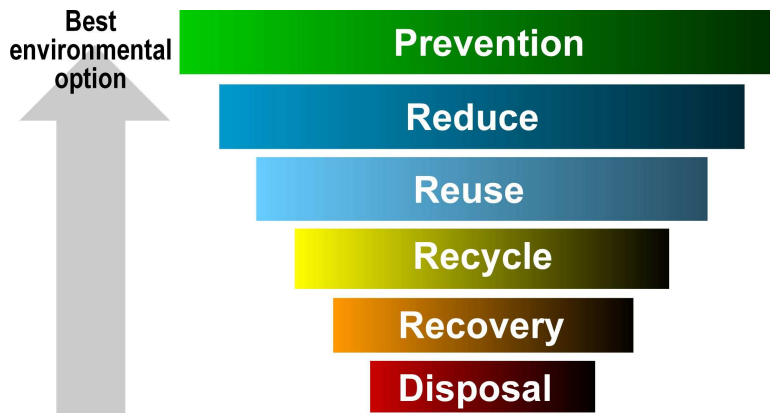 Best
environmental
option
Prevention
Reduce
Reuse
Recycle
Recovery
Disposal